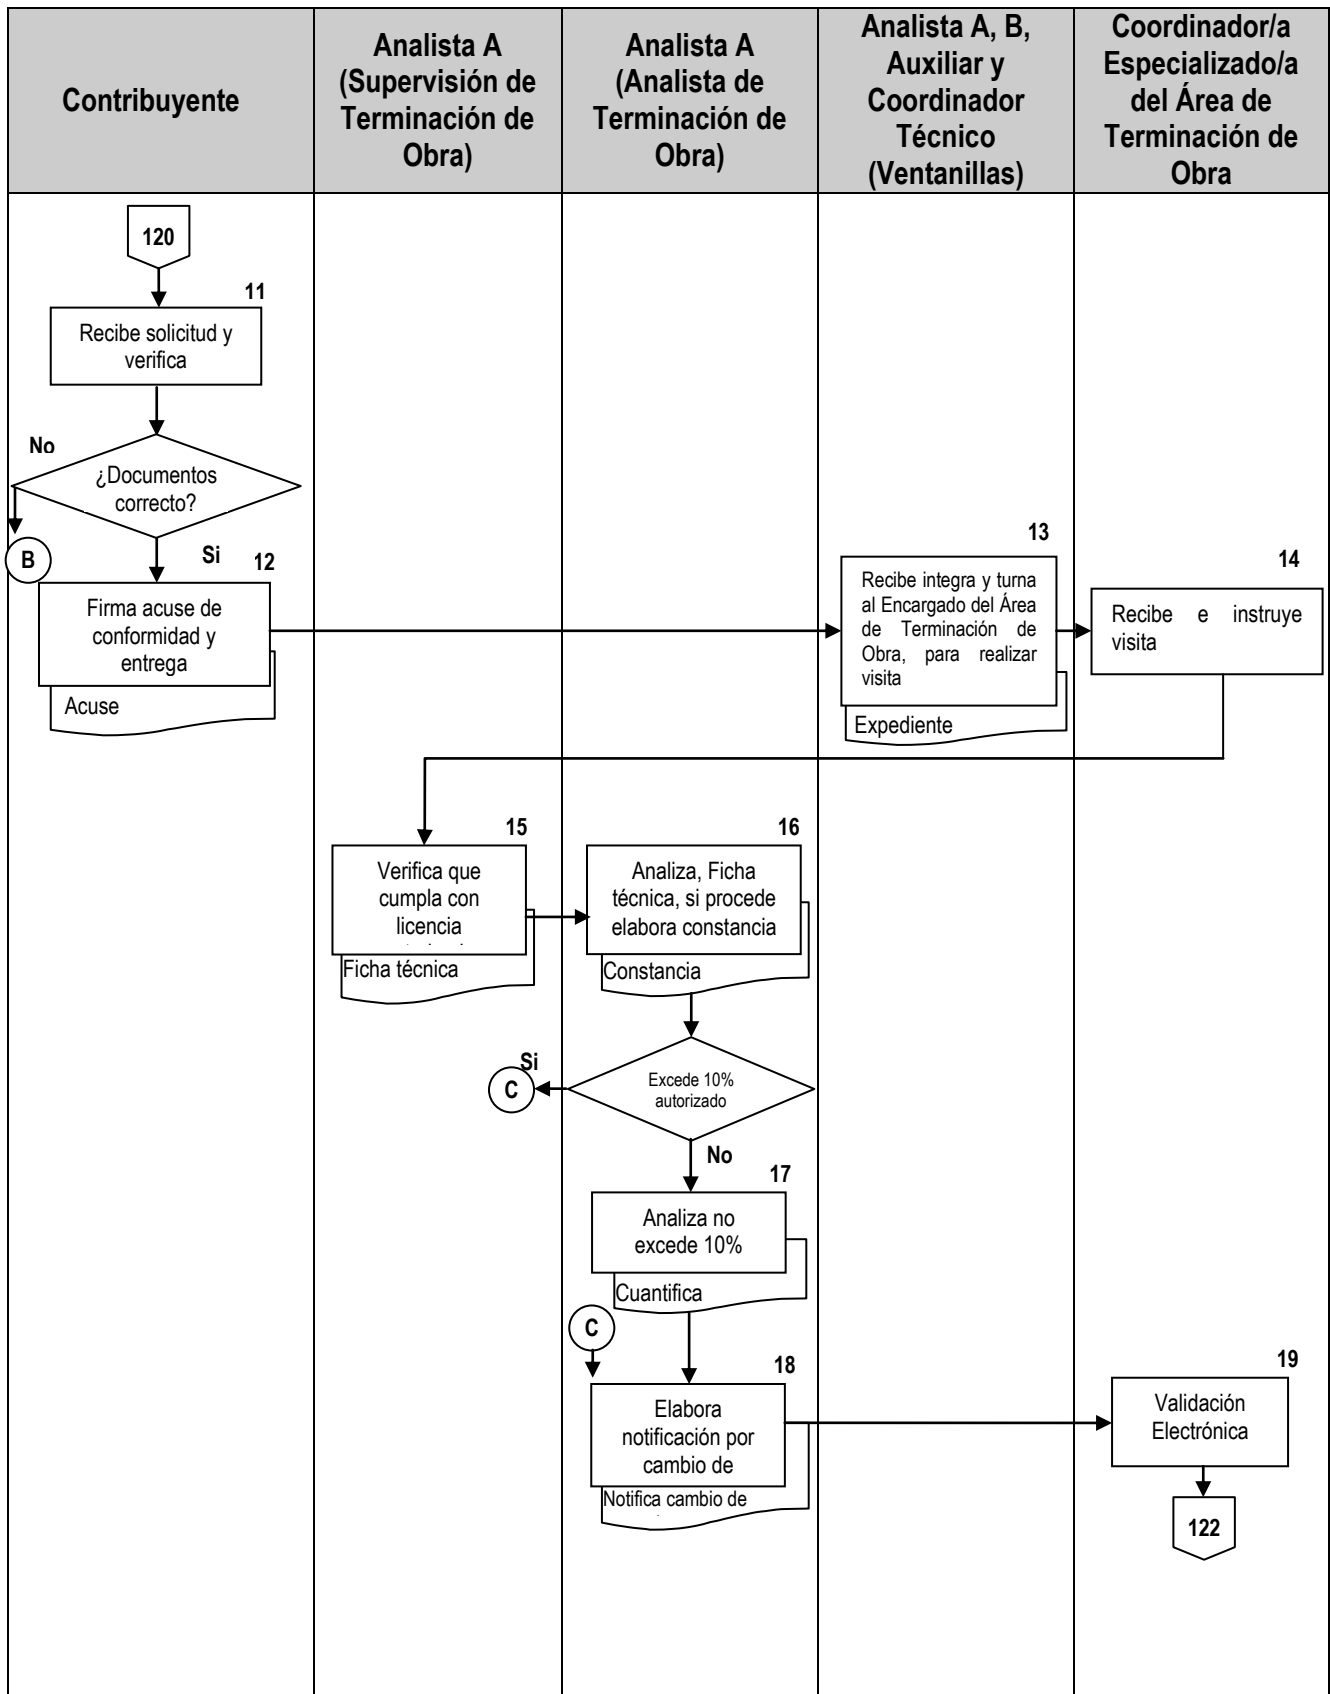 Contribuyente
Analista A
(Supervisión de
Terminación de
Obra)
Analista A
(Analista de
Terminación de
Obra)
Analista A, B,
Auxiliar y
Coordinador
Técnico
(Ventanillas)
Coordinador/a
Especializado/a
del Área de
Terminación de
Obra
120
11
Recibe solicitud y
verifica
No
¿Documentos
correcto?
B
Si
12
Firma acuse de
conformidad y
entrega
Acuse
13
Recibe integra y turna
al Encargado del Área
de Terminación de
Obra, para realizar
visita
Expediente
14
Recibe e instruye
visita
15
Verifica que
cumpla con
licencia
Ficha técnica
16
Analiza, Ficha
técnica, si procede
elabora constancia
Constancia
Si
C
Excede 10%
autorizado
No
17
Analiza no
excede 10%
Cuantifica
C
18
Elabora
notificación por
cambio de
Notifica cambio de
19
Validación
Electrónica
122